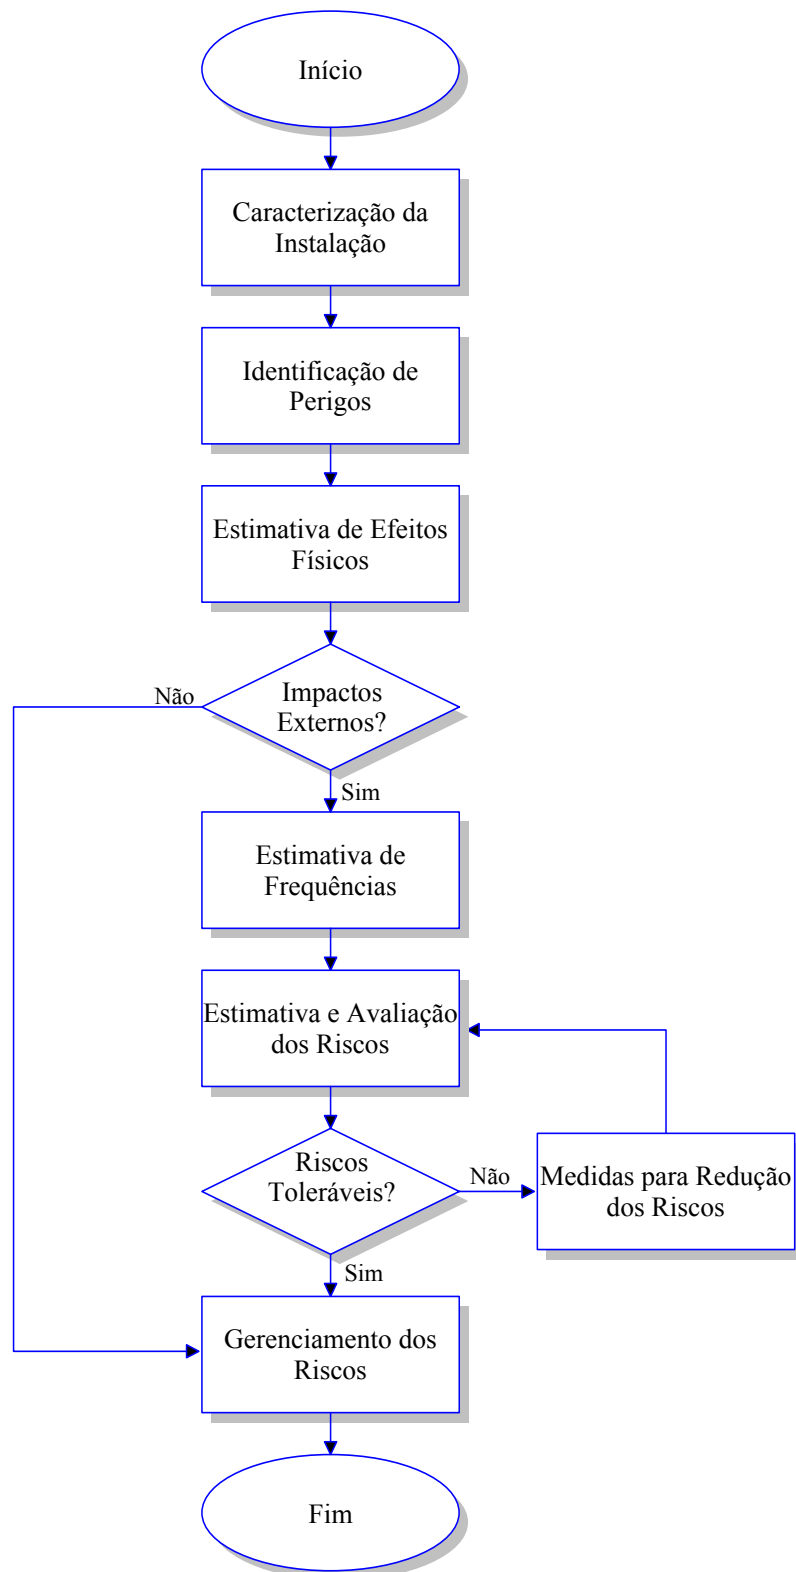 Início
Caracterização da
Instalação
Identificação de
Perigos
Estimativa de Efeitos
Físicos
Não
Impactos
Externos?
Sim
Estimativa de
Frequências
Estimativa e Avaliação
dos Riscos
Riscos
Toleráveis?
Não
Medidas para Redução
dos Riscos
Sim
Gerenciamento dos
Riscos
Fim